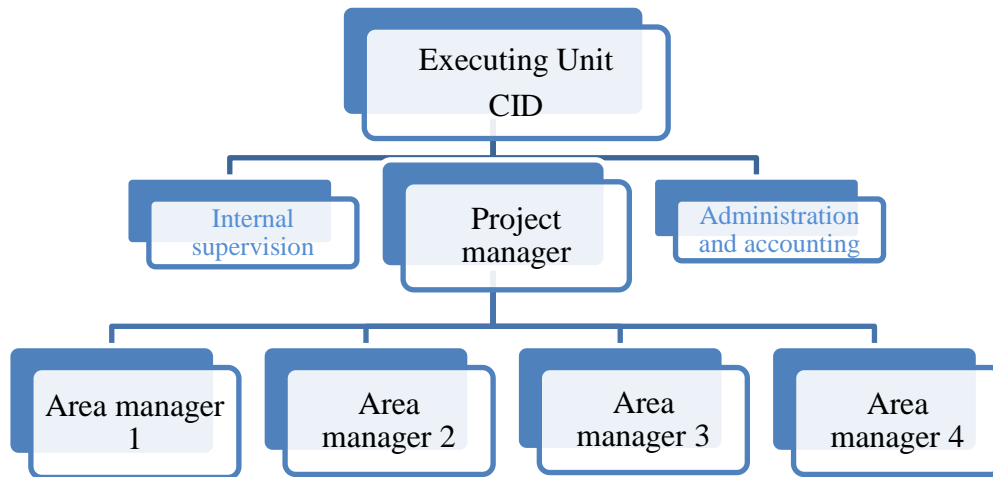 Executing Unit
CID
Internal
supervision
Project
manager
Administration
and accounting
Area manager
1
Area
manager 2
Area
manager 3
Area
manager 4